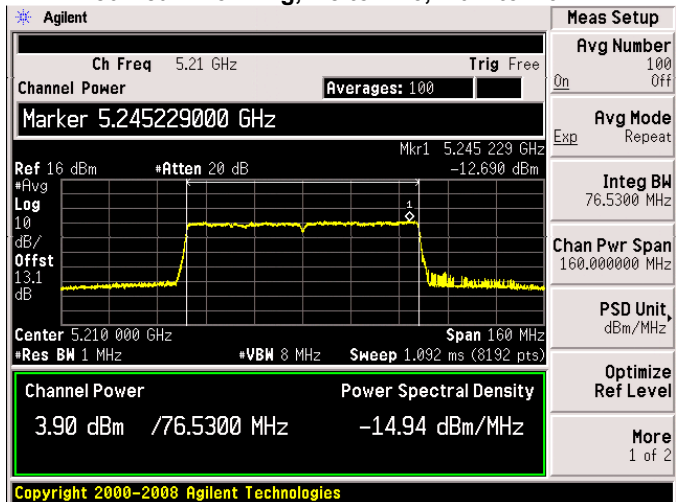 Agilent
Meas Setup
Ch Freq 5.21 GHz Trig Free
Channel Power Averages: 100
Marker 5.245229000 GHz
Mkr1 5.245 229 GHz
Ref 16 dBm #Atten 20 dB -12.690 dBm
#Avg
Log
10
dB/
Offst
13.1
dB
1
Center 5.210 000 GHz Span 160 MHz
#Res BW 1 MHz #VBW 8 MHz Sweep 1.092 ms (8192 pts)
Channel Power Power Spectral Density
3.90 dBm /76.5300 MHz -14.94 dBm/MHz
Copyright 2000-2008 Agilent Technologies
Avg Number
100
On Off
Avg Mode
Exp Repeat
Integ BW
76.5300 MHz
Chan Pwr Span
160.000000 MHz
PSD Unit
dBm/MHz
Optimize
Ref Level
More
1 of 2